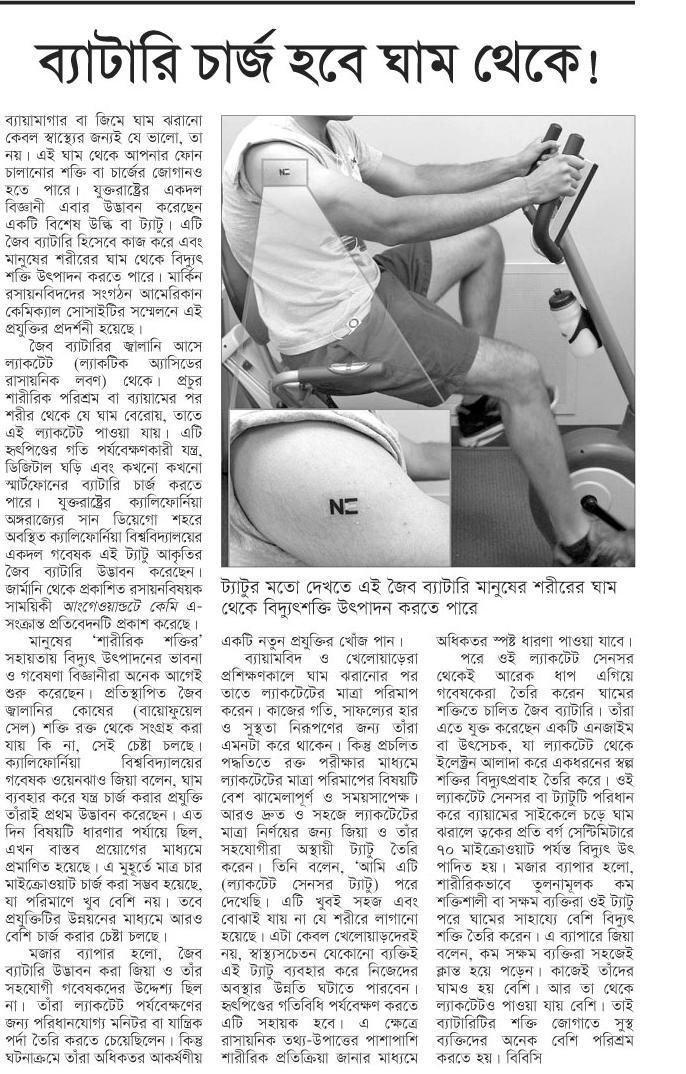 ব্যাটারি চার্জ হবে ঘাম থেকে!
ব্যায়ামাগার বা জিমে ঘাম ঝরানো
কেবল স্বাস্থ্যের জন্যই যে ভালো, তা
নয়। এই ঘাম থেকে আপনার ফোন
চালানোর শক্তি বা চার্জের জোগানও
হতে পারে। যুক্তরাষ্ট্রের একদল
বিজ্ঞানী এবার উদ্ভাবন করেছেন
একটি বিশেষ উল্কি বা ট্যাটু। এটি
জৈব ব্যাটারি হিসেবে কাজ করে এবং
মানুষের শরীরের ঘাম থেকে বিদ্যুৎ
শক্তি উৎপাদন করতে পারে। মার্কিন
রসায়নবিদদের সংগঠন আমেরিকান
কেমিক্যাল সোসাইটির সম্মেলনে এই
প্রযুক্তির প্রদর্শনী হয়েছে।
জৈব ব্যাটারির জ্বালানি আসে
ল্যাকটেট (ল্যাকটিক অ্যাসিডের
রাসায়নিক লবণ) থেকে। প্রচুর
শারীরিক পরিশ্রম বা ব্যায়ামের পর
শরীর থেকে যে ঘাম বেরোয়, তাতে
এই ল্যাকটেট পাওয়া যায়। এটি
হৃৎপিণ্ডের গতি পর্যবেক্ষণকারী যন্ত্র,
ডিজিটাল ঘড়ি এবং কখনো কখনো
স্মার্টফোনের ব্যাটারি চার্জ করতে
পারে। যুক্তরাষ্ট্রের ক্যালিফোর্নিয়া
অঙ্গরাজ্যের সান ডিয়েগো শহরে
অবস্থিত ক্যালিফোর্নিয়া বিশ্ববিদ্যালয়ের
একদল গবেষক এই ট্যাটু আকৃতির
জৈব ব্যাটারি উদ্ভাবন করেছেন।
জার্মানি থেকে প্রকাশিত রসায়নবিষয়ক
সাময়িকী আংগেওয়ান্ডটে কেমি এ-
সংক্রান্ত প্রতিবেদনটি প্রকাশ করেছে।
মানুষের ‘শারীরিক শক্তির’
সহায়তায় বিদ্যুৎ উৎপাদনের ভাবনা
ও গবেষণা বিজ্ঞানীরা অনেক আগেই
শুরু করেছেন। প্রতিস্থাপিত জৈব
জ্বালানির কোষের (বায়োফুয়েল
সেল) শক্তি রক্ত থেকে সংগ্রহ করা
যায় কি না, সেই চেষ্টা চলছে।
ক্যালিফোর্নিয়া বিশ্ববিদ্যালয়ের
গবেষক ওয়েনঝাও জিয়া বলেন, ঘাম
ব্যবহার করে যন্ত্র চার্জ করার প্রযুক্তি
তাঁরাই প্রথম উদ্ভাবন করেছেন। এত
দিন বিষয়টি ধারণার পর্যায়ে ছিল,
এখন বাস্তব প্রয়োগের মাধ্যমে
প্রমাণিত হয়েছে। এ মুহূর্তে মাত্র চার
মাইক্রোওয়াট চার্জ করা সম্ভব হয়েছে,
যা পরিমাণে খুব বেশি নয়। তবে
প্রযুক্তিটির উন্নয়নের মাধ্যমে আরও
বেশি চার্জ করার চেষ্টা চলছে।
মজার ব্যাপার হলো, জৈব
ব্যাটারি উদ্ভাবন করা জিয়া ও তাঁর
সহযোগী গবেষকদের উদ্দেশ্য ছিল
না। তাঁরা ল্যাকটেট পর্যবেক্ষণের
জন্য পরিধানযোগ্য মনিটর বা যান্ত্রিক
পর্দা তৈরি করতে চেয়েছিলেন। কিন্তু
ঘটনাক্রমে তাঁরা অধিকতর আকর্ষণীয়
NE
NE
ট্যাটুর মতো দেখতে এই জৈব ব্যাটারি মানুষের শরীরের ঘাম
থেকে বিদ্যুৎশক্তি উৎপাদন করতে পারে
একটি নতুন প্রযুক্তির খোঁজ পান।
ব্যায়ামবিদ ও খেলোয়াড়েরা
প্রশিক্ষণকালে ঘাম ঝরানোর পর
তাতে ল্যাকটেটের মাত্রা পরিমাপ
করেন। কাজের গতি, সাফল্যের হার
ও সুস্থতা নিরূপণের জন্য তাঁরা
এমনটা করে থাকেন। কিন্তু প্রচলিত
পদ্ধতিতে রক্ত পরীক্ষার মাধ্যমে
ল্যাকটেটের মাত্রা পরিমাপের বিষয়টি
বেশ ঝামেলাপূর্ণ ও সময়সাপেক্ষ।
আরও দ্রুত ও সহজে ল্যাকটেটের
মাত্রা নির্ণয়ের জন্য জিয়া ও তাঁর
সহযোগীরা অস্থায়ী ট্যাটু তৈরি
করেন। তিনি বলেন, ‘আমি এটি
(ল্যাকটেট সেনসর ট্যাটু) পরে
দেখেছি। এটি খুবই সহজ এবং
বোঝাই যায় না যে শরীরে লাগানো
হয়েছে। এটা কেবল খেলোয়াড়দেরই
নয়, স্বাস্থ্যসচেতন যেকোনো ব্যক্তিই
এই ট্যাটু ব্যবহার করে নিজেদের
অবস্থার উন্নতি ঘটাতে পারবেন।
হৃৎপিণ্ডের গতিবিধি পর্যবেক্ষণ করতে
এটি সহায়ক হবে। এ ক্ষেত্রে
রাসায়নিক তথ্য-উপাত্তের পাশাপাশি
শারীরিক প্রতিক্রিয়া জানার মাধ্যমে
অধিকতর স্পষ্ট ধারণা পাওয়া যাবে।
পরে ওই ল্যাকটেট সেনসর
থেকেই আরেক ধাপ এগিয়ে
গবেষকেরা তৈরি করেন ঘামের
শক্তিতে চালিত জৈব ব্যাটারি। তাঁরা
এতে যুক্ত করেছেন একটি এনজাইম
বা উৎসেচক, যা ল্যাকটেট থেকে
ইলেক্ট্রন আলাদা করে একধরনের স্বল্প
শক্তির বিদ্যুৎপ্রবাহ তৈরি করে। ওই
ল্যাকটেট সেনসর বা ট্যাটুটি পরিধান
করে ব্যায়ামের সাইকেলে চড়ে ঘাম
ঝরালে ত্বকের প্রতি বর্গ সেন্টিমিটারে
৭০ মাইক্রোওয়াট পর্যন্ত বিদ্যুৎ উৎ
পাদিত হয়। মজার ব্যাপার হলো,
শারীরিকভাবে তুলনামূলক কম
শক্তিশালী বা সক্ষম ব্যক্তিরা ওই ট্যাটু
পরে ঘামের সাহায্যে বেশি বিদ্যুৎ
শক্তি তৈরি করেন। এ ব্যাপারে জিয়া
বলেন, কম সক্ষম ব্যক্তিরা সহজেই
ক্লান্ত হয়ে পড়েন। কাজেই তাঁদের
ঘামও হয় বেশি। আর তা থেকে
ল্যাকটেটও পাওয়া যায় বেশি। তাই
ব্যাটারিটির শক্তি জোগাতে সুস্থ
ব্যক্তিদের অনেক বেশি পরিশ্রম
করতে হয়। বিবিসি